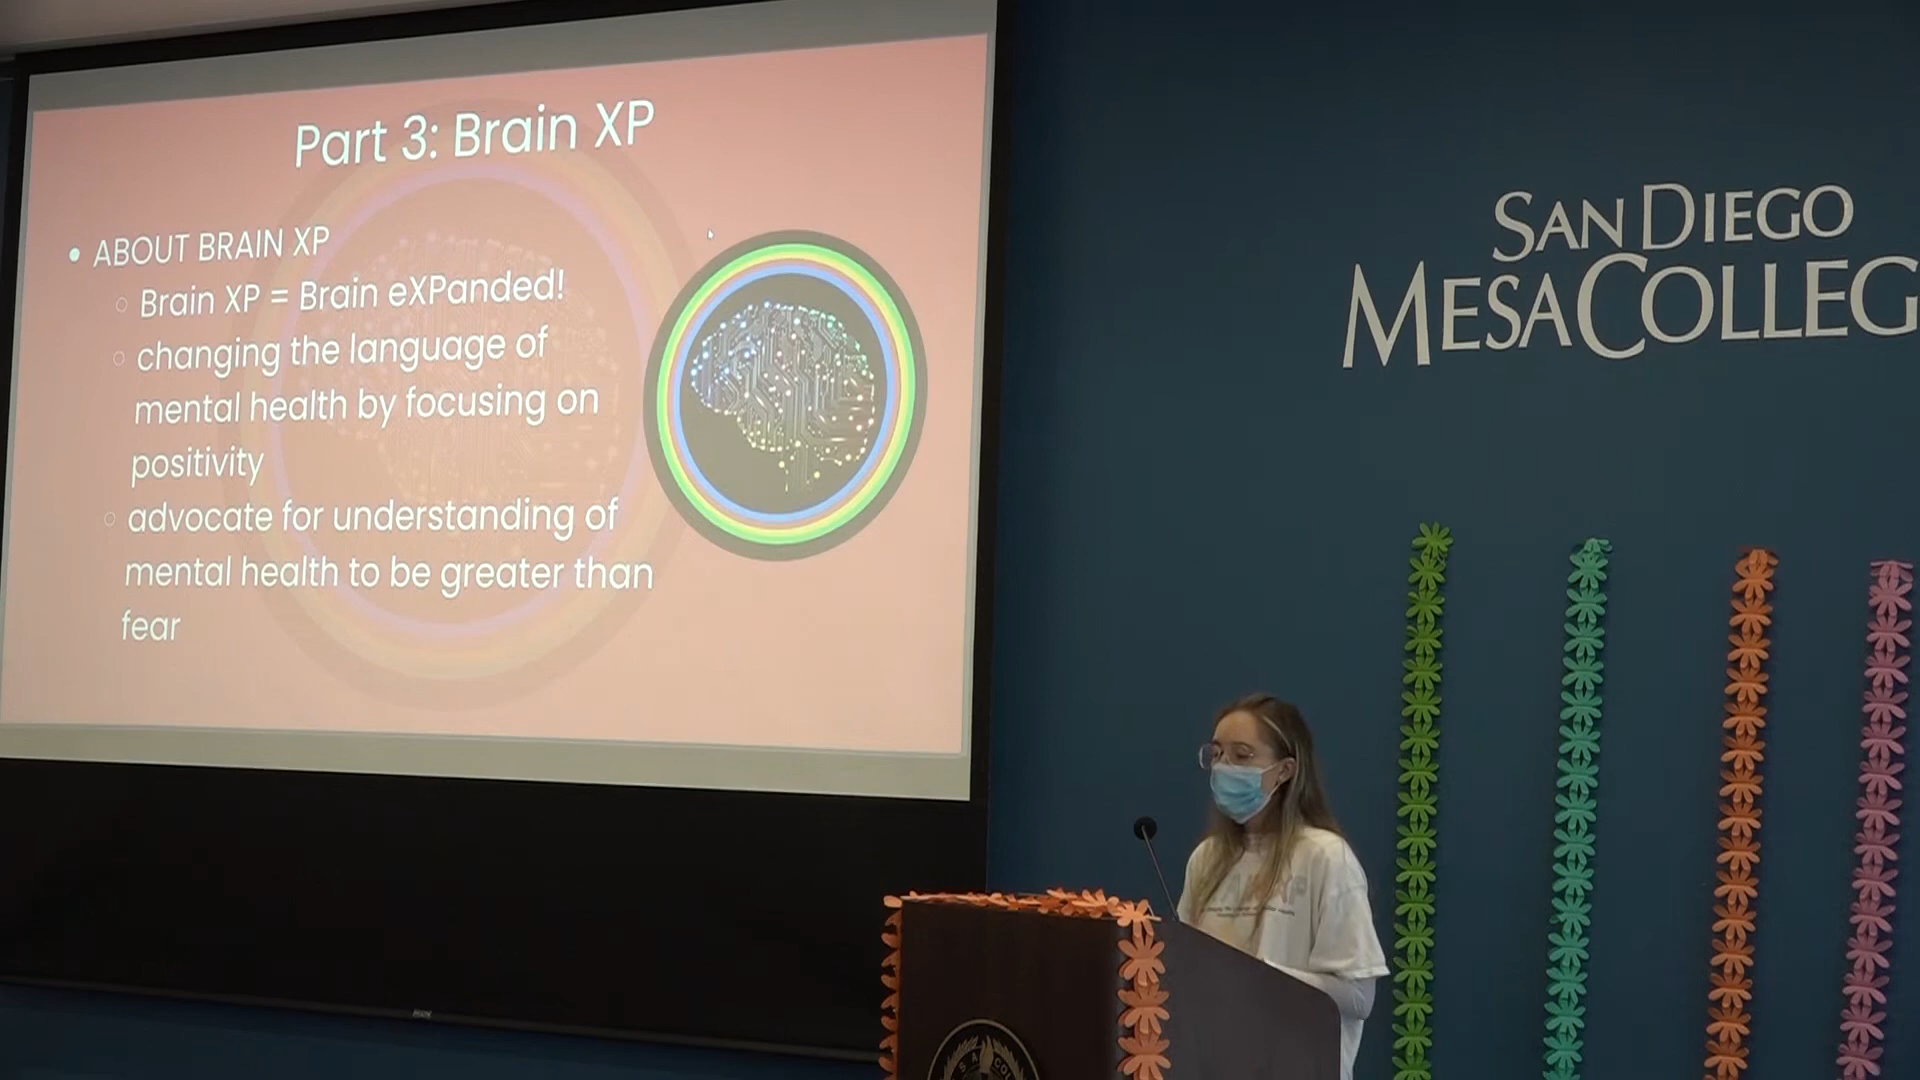 Part 3: Brain XP
• ABOUT BRAIN XP
○ Brain XP = Brain eXPanded!
○ changing the language of
mental health by focusing on
positivity
○ advocate for understanding of
mental health to be greater than
fear
SAN DIEGO
MESA COLLEG